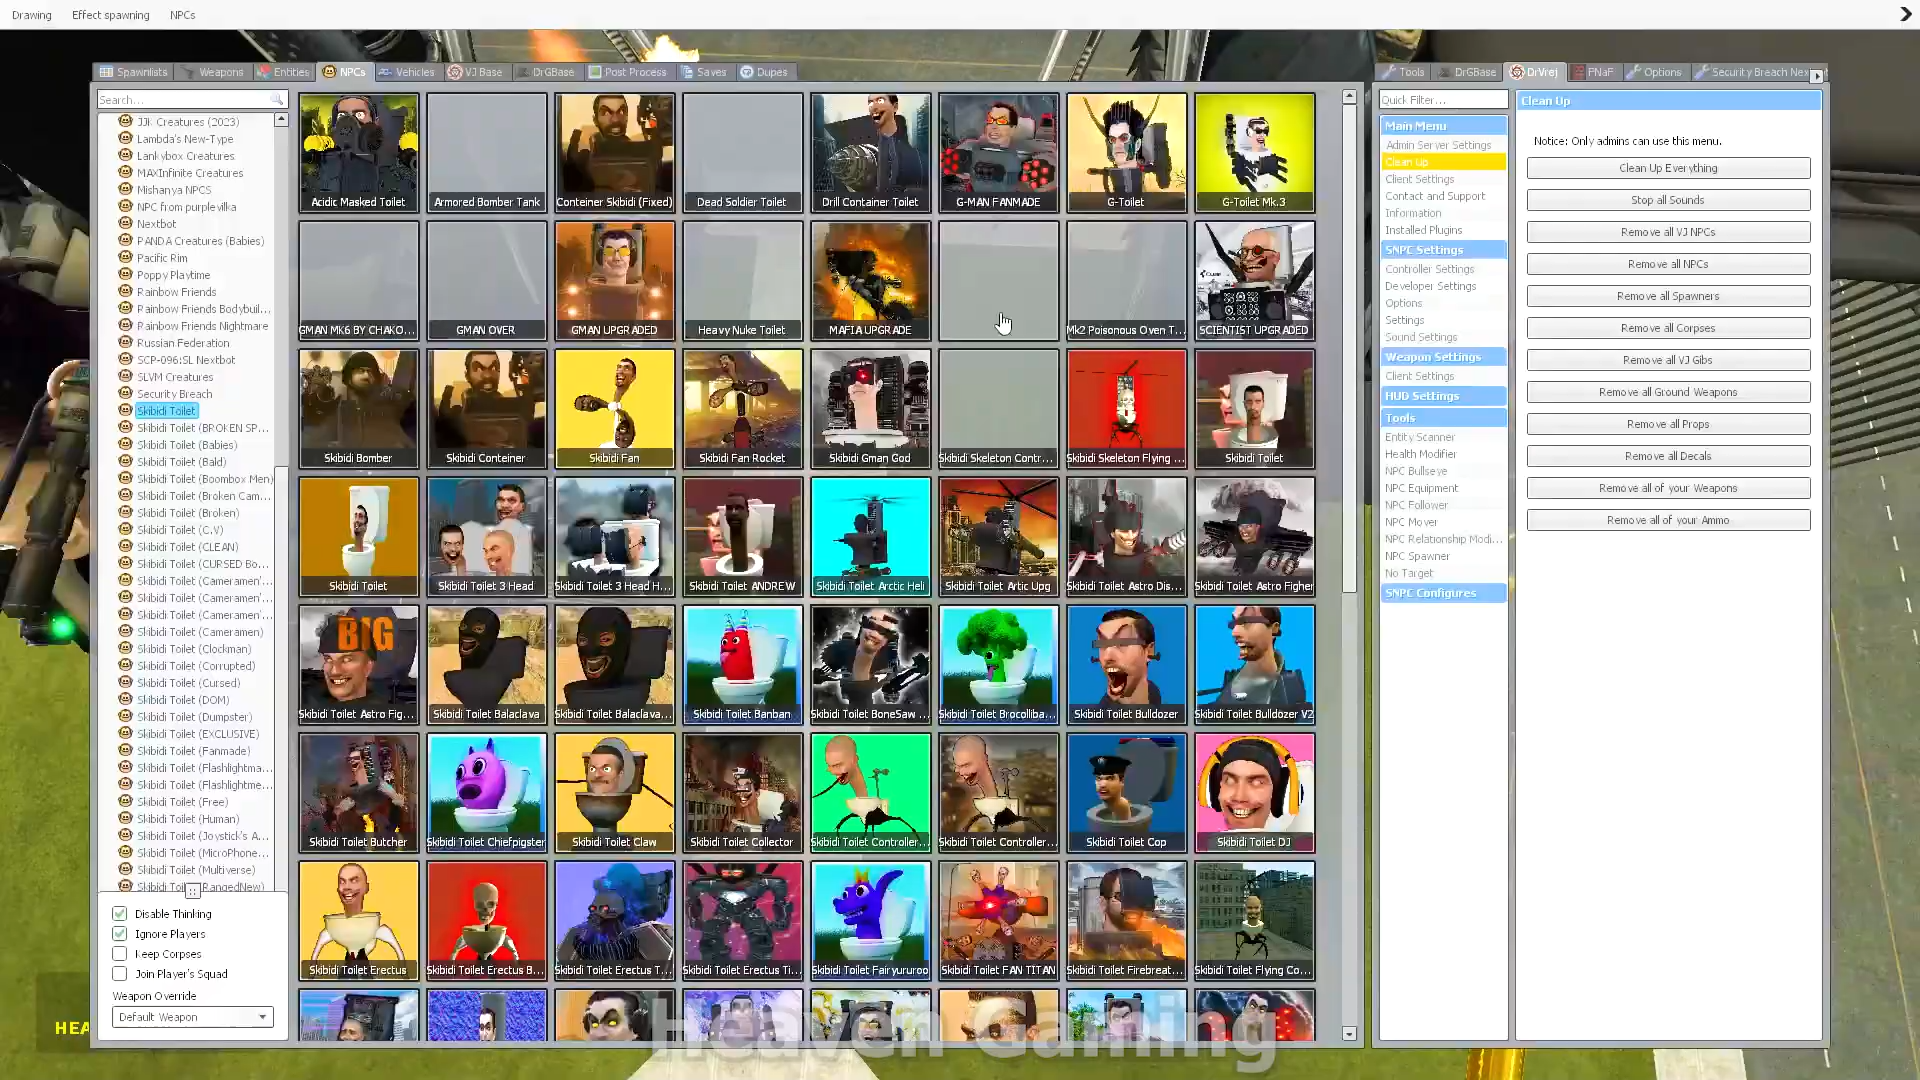 Drawing Effect spawning NPCs
Spawnlists Weapons Entities NPCs Vehicles VJ Base DrGBase Post Process Saves Dupes
Tools DrGBase DrVrej FNaF Options Security Breach Nex
Search...
JJK Creatures (2023)
Lambda's New-Type
Lankybox Creatures
MAXInfinite Creatures
Mishanya NPCS
NPC from purplevilka
Nextbot
PANDA Creatures (Babies)
Pacific Rim
Poppy Playtime
Rainbow Friends
Rainbow Friends Bodybuil...
Rainbow Friends Nightmare
Russian Federation
SCP-096:SL Nextbot
SLVM Creatures
Security Breach
Skibidi Toilet
Skibidi Toilet (BROKEN SP...
Skibidi Toilet (Babies)
Skibidi Toilet (Bald)
Skibidi Toilet (Boombox Men)
Skibidi Toilet (Broken Cam...
Skibidi Toilet (Broken)
Skibidi Toilet (C.V)
Skibidi Toilet (CLEAN)
Skibidi Toilet (CURSED Bo...
Skibidi Toilet (Cameramen'...
Skibidi Toilet (Cameramen'...
Skibidi Toilet (Cameramen'...
Skibidi Toilet (Cameramen)
Skibidi Toilet (Clockman)
Skibidi Toilet (Corrupted)
Skibidi Toilet (Cursed)
Skibidi Toilet (DOM)
Skibidi Toilet (Dumpster)
Skibidi Toilet (EXCLUSIVE)
Skibidi Toilet (Fanmade)
Skibidi Toilet (Flashlightma...
Skibidi Toilet (Flashlightme...
Skibidi Toilet (Free)
Skibidi Toilet (Human)
Skibidi Toilet (Joystick's A...
Skibidi Toilet (MicroPhone...
Skibidi Toilet (Multiverse)
Skibidi Toi RangedNew)
Disable Thinking
Ignore Players
Keep Corpses
Join Player's Squad
Weapon Override
Default Weapon
HEA
Acidic Masked Toilet Armored Bomber Tank Conteiner Skibidi (Fixed) Dead Soldier Toilet Drill Container Toilet G-MAN FANMADE G-Toilet G-Toilet Mk.3
GMAN MK6 BY CHAKO... GMAN OVER GMAN UPGRADED Heavy Nuke Toilet MAFIA UPGRADE Mk2 Poisonous Oven T... SCIENTIST UPGRADED
Skibidi Bomber Skibidi Conteiner Skibidi Fan Skibidi Fan Rocket Skibidi Gman God Skibidi Skeleton Contr... Skibidi Skeleton Flying ... Skibidi Toilet
Skibidi Toilet Skibidi Toilet 3 Head Skibidi Toilet 3 Head H... Skibidi Toilet ANDREW Skibidi Toilet Arctic Heli Skibidi Toilet Artic Upg Skibidi Toilet Astro Dis... Skibidi Toilet Astro Figher
BIG
Skibidi Toilet Astro Fig... Skibidi Toilet Balaclava Skibidi Toilet Balaclava... Skibidi Toilet Banban Skibidi Toilet BoneSaw ... Skibidi Toilet Brocolliba... Skibidi Toilet Bulldozer Skibidi Toilet Bulldozer V2
Skibidi Toilet Butcher Skibidi Toilet Chiefpigster Skibidi Toilet Claw Skibidi Toilet Collector Skibidi Toilet Controller... Skibidi Toilet Controller... Skibidi Toilet Cop Skibidi Toilet DJ
Skibidi Toilet Erectus Skibidi Toilet Erectus B... Skibidi Toilet Erectus T... Skibidi Toilet Erectus Ti... Skibidi Toilet Fairyururoo Skibidi Toilet FAN TITAN Skibidi Toilet Firebreat... Skibidi Toilet Flying Co...
Heaven Gaming
Quick Filter...
Main Menu
Admin Server Settings
Clean Up
Client Settings
Contact and Support
Information
Installed Plugins
SNPC Settings
Controller Settings
Developer Settings
Options
Settings
Sound Settings
Weapon Settings
Client Settings
HUD Settings
Tools
Entity Scanner
Health Modifier
NPC Bullseye
NPC Equipment
NPC Follower
NPC Mover
NPC Relationship Modi...
NPC Spawner
No Target
SNPC Configures
Clean Up
Notice: Only admins can use this menu.
Clean Up Everything
Stop all Sounds
Remove all VJ NPCs
Remove all NPCs
Remove all Spawners
Remove all Corpses
Remove all VJ Gibs
Remove all Ground Weapons
Remove all Props
Remove all Decals
Remove all of your Weapons
Remove all of your Ammo